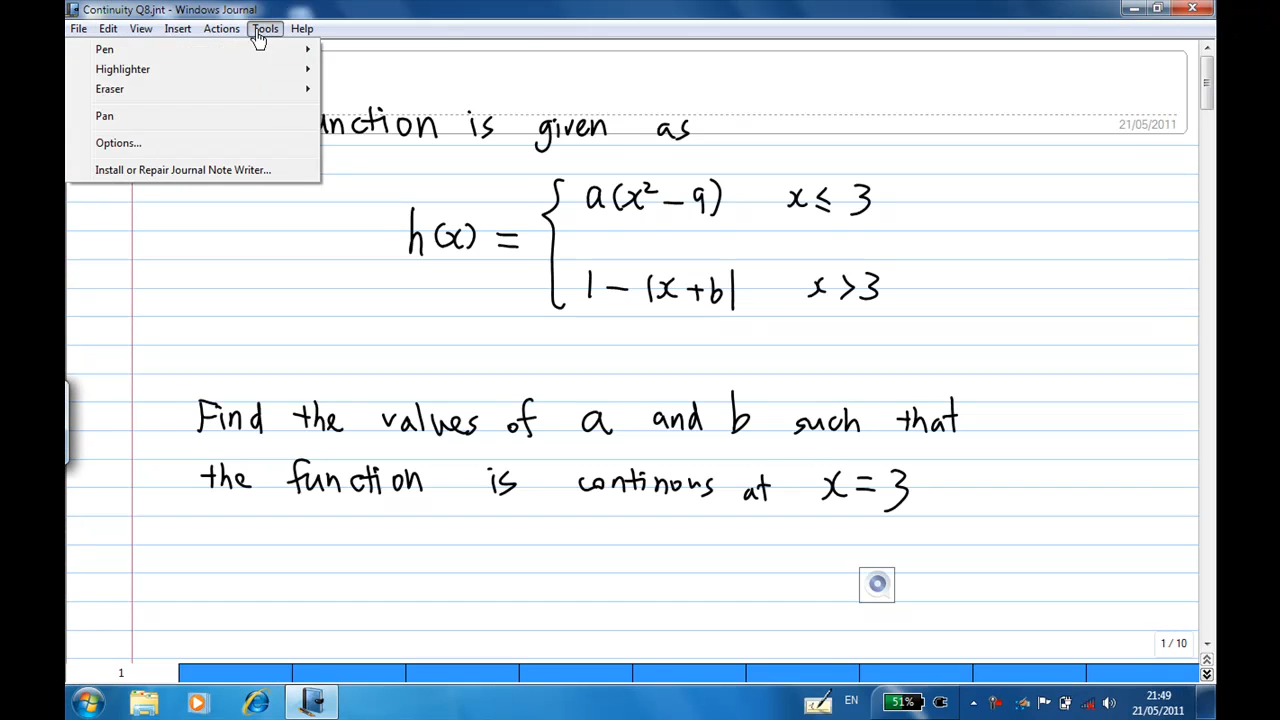 Continuity Q8.jnt - Windows Journal
File Edit View Insert Actions Tools Help
Pen
Highlighter
Eraser
Pan
Options...
Install or Repair Journal Note Writer...
21/05/2011
unction is given as
h(x) = { a(x² - 9) x ≤ 3
1 - |x + b| x > 3
Find the values of a and b such that
the function is continous at x = 3
1 / 10
1
EN 51% 21:49
21/05/2011